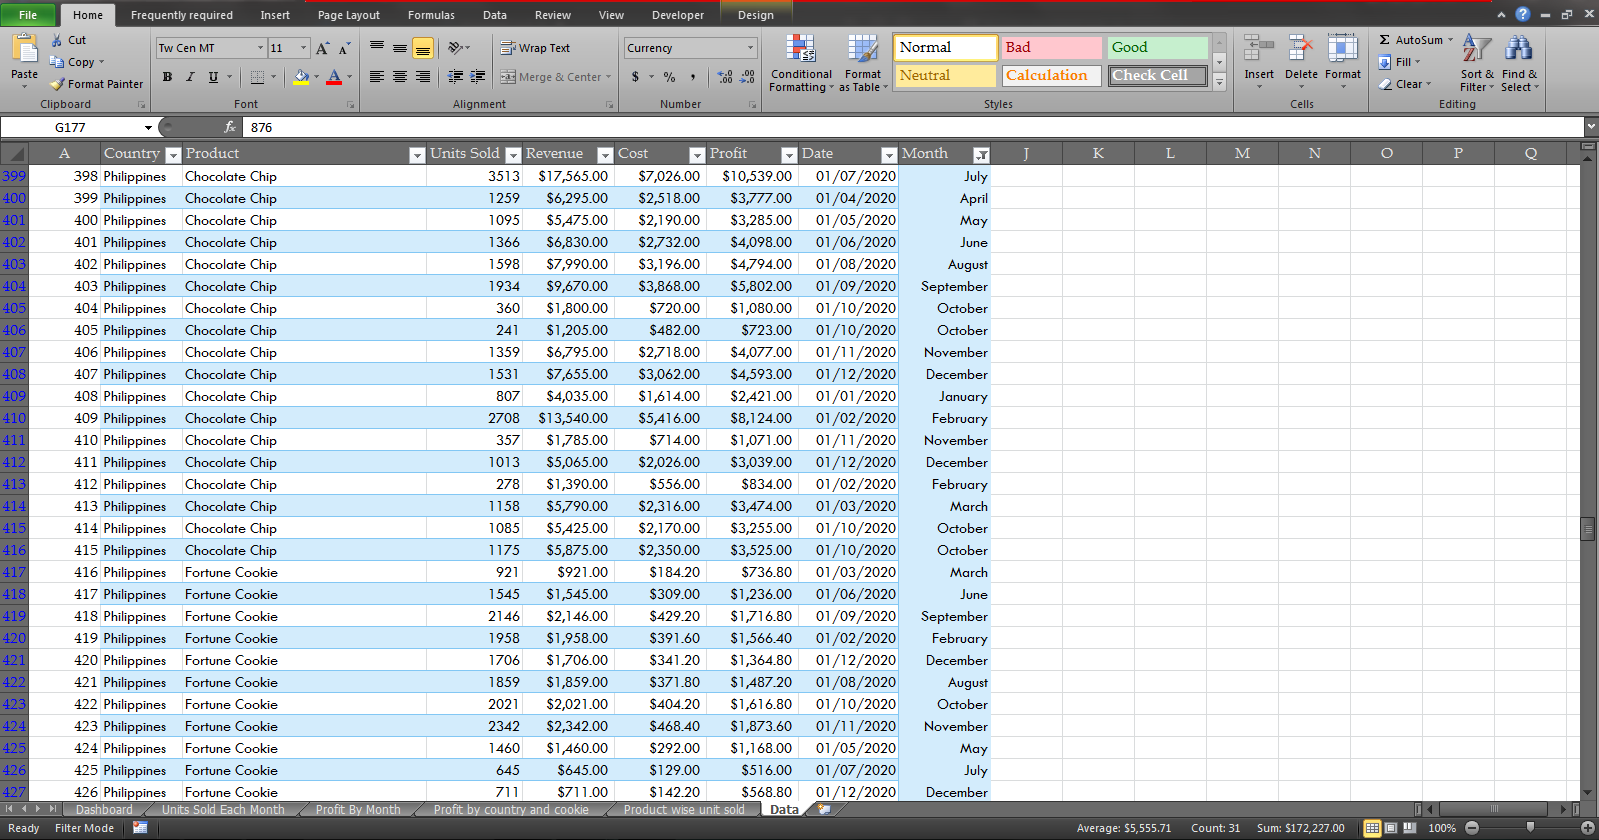 File Home Frequently required Insert Page Layout Formulas Data Review View Developer Design
Paste Cut Copy Format Painter Clipboard
Tw Cen MT 11 A A B I U A Font
Wrap Text Merge & Center Alignment
Currency $ % , Number
Conditional Formatting Format as Table Normal Bad Good Neutral Calculation Check Cell Styles
Insert Delete Format Cells
Σ AutoSum Fill Clear Sort & Filter Find & Select Editing
G177 fx 876
A Country Product Units Sold Revenue Cost Profit Date Month J K L M N O P Q
399 398 Philippines Chocolate Chip 3513 $17,565.00 $7,026.00 $10,539.00 01/07/2020 July
400 399 Philippines Chocolate Chip 1259 $6,295.00 $2,518.00 $3,777.00 01/04/2020 April
401 400 Philippines Chocolate Chip 1095 $5,475.00 $2,190.00 $3,285.00 01/05/2020 May
402 401 Philippines Chocolate Chip 1366 $6,830.00 $2,732.00 $4,098.00 01/06/2020 June
403 402 Philippines Chocolate Chip 1598 $7,990.00 $3,196.00 $4,794.00 01/08/2020 August
404 403 Philippines Chocolate Chip 1934 $9,670.00 $3,868.00 $5,802.00 01/09/2020 September
405 404 Philippines Chocolate Chip 360 $1,800.00 $720.00 $1,080.00 01/10/2020 October
406 405 Philippines Chocolate Chip 241 $1,205.00 $482.00 $723.00 01/10/2020 October
407 406 Philippines Chocolate Chip 1359 $6,795.00 $2,718.00 $4,077.00 01/11/2020 November
408 407 Philippines Chocolate Chip 1531 $7,655.00 $3,062.00 $4,593.00 01/12/2020 December
409 408 Philippines Chocolate Chip 807 $4,035.00 $1,614.00 $2,421.00 01/01/2020 January
410 409 Philippines Chocolate Chip 2708 $13,540.00 $5,416.00 $8,124.00 01/02/2020 February
411 410 Philippines Chocolate Chip 357 $1,785.00 $714.00 $1,071.00 01/11/2020 November
412 411 Philippines Chocolate Chip 1013 $5,065.00 $2,026.00 $3,039.00 01/12/2020 December
413 412 Philippines Chocolate Chip 278 $1,390.00 $556.00 $834.00 01/02/2020 February
414 413 Philippines Chocolate Chip 1158 $5,790.00 $2,316.00 $3,474.00 01/03/2020 March
415 414 Philippines Chocolate Chip 1085 $5,425.00 $2,170.00 $3,255.00 01/10/2020 October
416 415 Philippines Chocolate Chip 1175 $5,875.00 $2,350.00 $3,525.00 01/10/2020 October
417 416 Philippines Fortune Cookie 921 $921.00 $184.20 $736.80 01/03/2020 March
418 417 Philippines Fortune Cookie 1545 $1,545.00 $309.00 $1,236.00 01/06/2020 June
419 418 Philippines Fortune Cookie 2146 $2,146.00 $429.20 $1,716.80 01/09/2020 September
420 419 Philippines Fortune Cookie 1958 $1,958.00 $391.60 $1,566.40 01/02/2020 February
421 420 Philippines Fortune Cookie 1706 $1,706.00 $341.20 $1,364.80 01/12/2020 December
422 421 Philippines Fortune Cookie 1859 $1,859.00 $371.80 $1,487.20 01/08/2020 August
423 422 Philippines Fortune Cookie 2021 $2,021.00 $404.20 $1,616.80 01/10/2020 October
424 423 Philippines Fortune Cookie 2342 $2,342.00 $468.40 $1,873.60 01/11/2020 November
425 424 Philippines Fortune Cookie 1460 $1,460.00 $292.00 $1,168.00 01/05/2020 May
426 425 Philippines Fortune Cookie 645 $645.00 $129.00 $516.00 01/07/2020 July
427 426 Philippines Fortune Cookie 711 $711.00 $142.20 $568.80 01/12/2020 December
Dashboard Units Sold Each Month Profit By Month Profit by country and cookie Product wise unit sold Data
Ready Filter Mode Average: $5,555.71 Count: 31 Sum: $172,227.00 100%